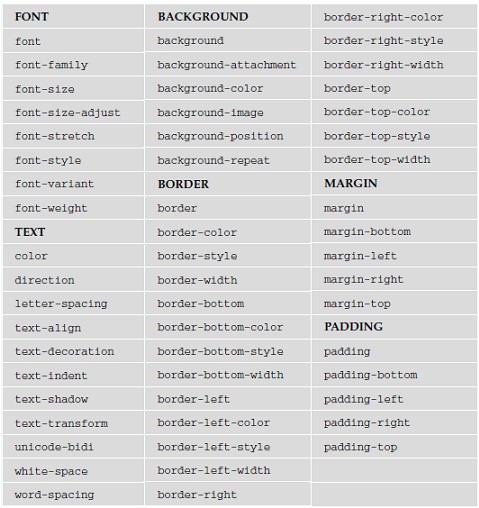 FONT
font
font-family
font-size
font-size-adjust
font-stretch
font-style
font-variant
font-weight
TEXT
color
direction
letter-spacing
text-align
text-decoration
text-indent
text-shadow
text-transform
unicode-bidi
white-space
word-spacing
BACKGROUND
background
background-attachment
background-color
background-image
background-position
background-repeat
BORDER
border
border-color
border-style
border-width
border-bottom
border-bottom-color
border-bottom-style
border-bottom-width
border-left
border-left-color
border-left-style
border-left-width
border-right
border-right-color
border-right-style
border-right-width
border-top
border-top-color
border-top-style
border-top-width
MARGIN
margin
margin-bottom
margin-left
margin-right
margin-top
PADDING
padding
padding-bottom
padding-left
padding-right
padding-top